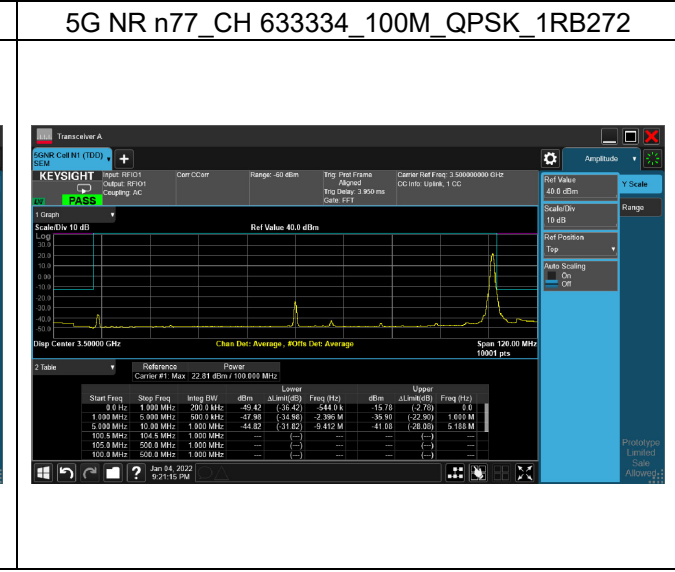 5G NR n77_CH 633334_100M_QPSK_1RB272
Transceiver A
5GNR Cell N1 (TDD)
SEM
Amplitude
KEYSIGHT
PASS
Input: RFIO1
Output: RFIO1
Coupling: AC
Corr CCorr
Range: -60 dBm
Trig: Prot Frame
Aligned
Trig Delay: 3.950 ms
Gate: FFT
Carrier Ref Freq: 3.500000000 GHz
CC Info: Uplink, 1 CC
Ref Value
40.0 dBm
Y Scale
Scale/Div
10 dB
Range
Ref Position
Top
Auto Scaling
On
Off
1 Graph
Scale/Div 10 dB
Ref Value 40.0 dBm
Log
30.0
20.0
10.0
0.00
-10.0
-20.0
-30.0
-40.0
-50.0
Disp Center 3.50000 GHz
Chan Det: Average , #Offs Det: Average
Span 120.00 MHz
10001 pts
2 Table
Reference Power
Carrier #1: Max 22.81 dBm / 100.000 MHz
Lower Upper
Start Freq Stop Freq Integ BW dBm ΔLimit(dB) Freq (Hz) dBm ΔLimit(dB) Freq (Hz)
0.0 Hz 1.000 MHz 200.0 kHz -49.42 (-36.42) -544.0 k -15.78 (-2.78) 0.0
1.000 MHz 5.000 MHz 500.0 kHz -47.98 (-34.98) -2.396 M -35.90 (-22.90) 1.000 M
5.000 MHz 10.00 MHz 1.000 MHz -44.82 (-31.82) -9.412 M -41.08 (-28.08) 5.188 M
100.5 MHz 104.5 MHz 1.000 MHz --- (---) --- --- (---) ---
105.0 MHz 500.0 MHz 1.000 MHz --- (---) --- --- (---) ---
100.0 MHz 500.0 MHz 1.000 MHz --- (---) --- --- (---) ---
Prototype
Limited
Sale
Allowed
Jan 04, 2022
9:21:15 PM